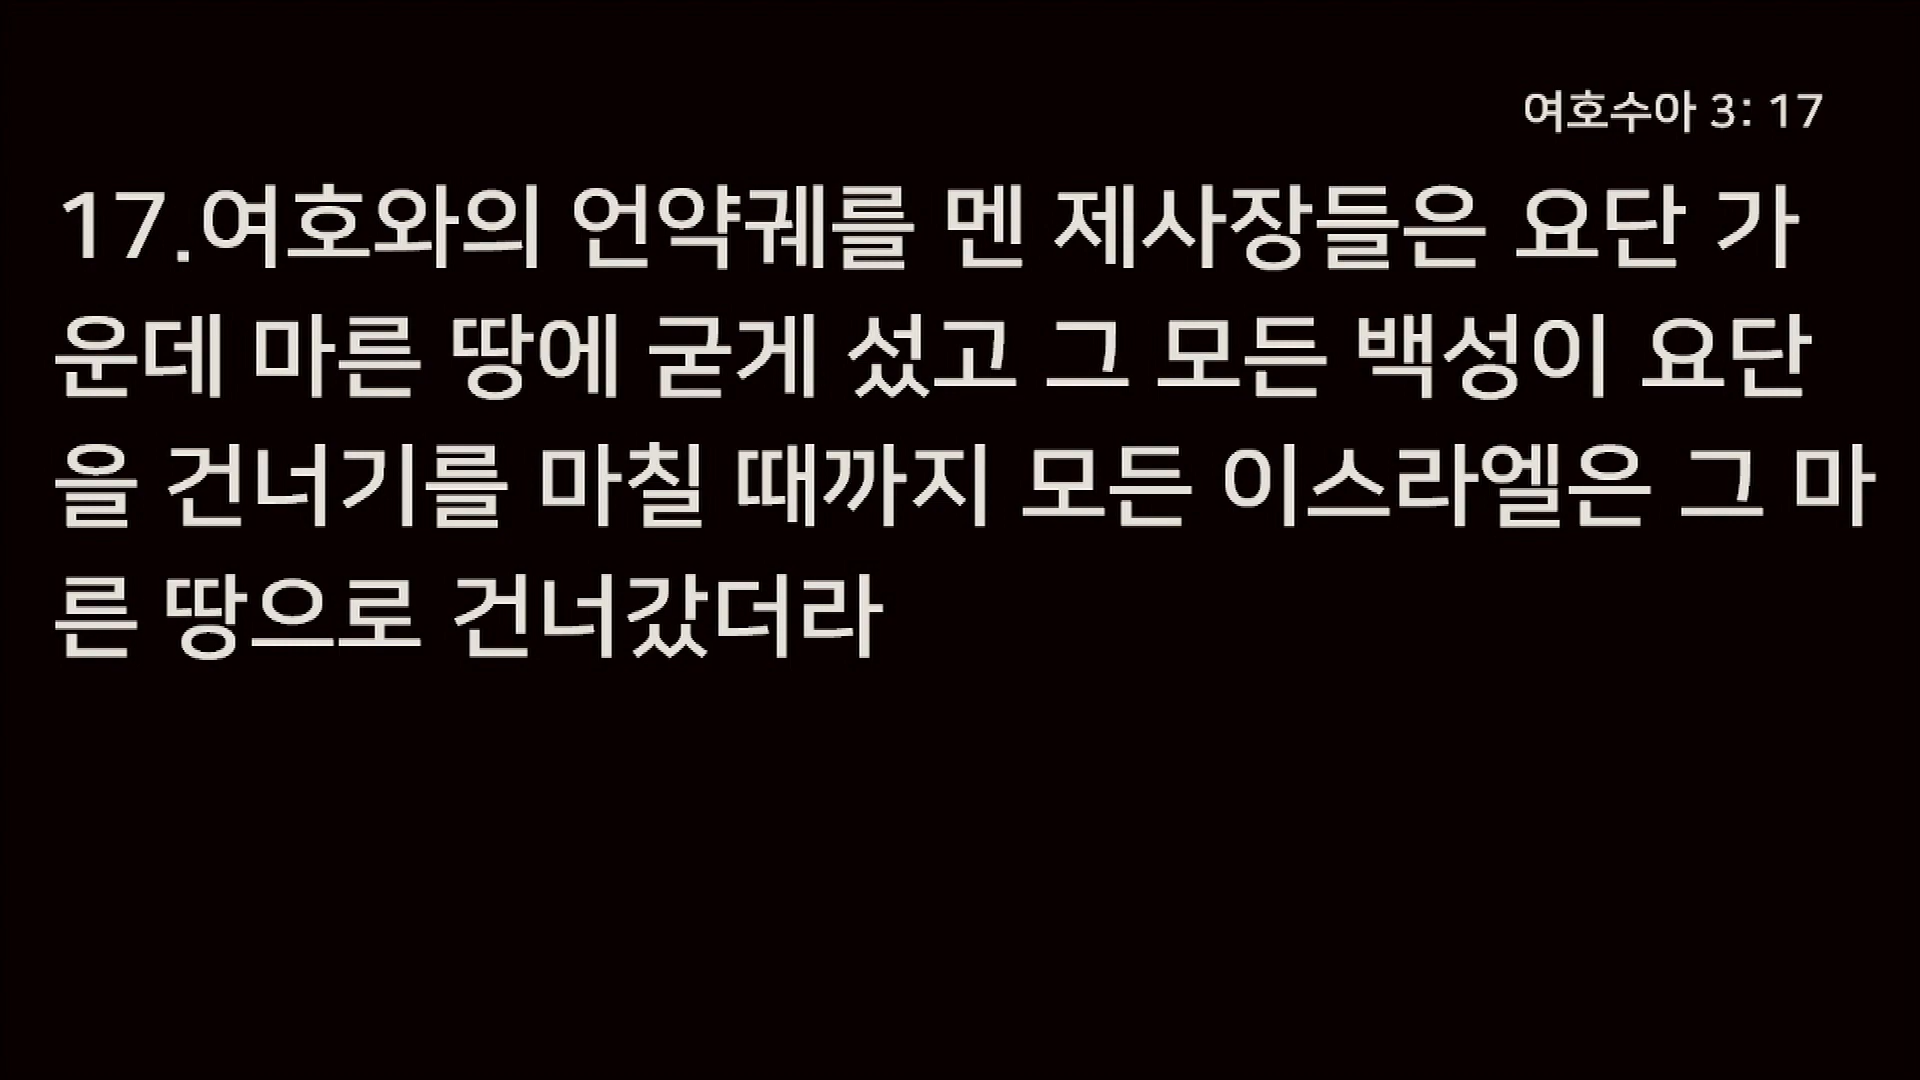 여호수아 3: 17
17.여호와의 언약궤를 멘 제사장들은 요단 가
운데 마른 땅에 굳게 섰고 그 모든 백성이 요단
을 건너기를 마칠 때까지 모든 이스라엘은 그 마
른 땅으로 건너갔더라